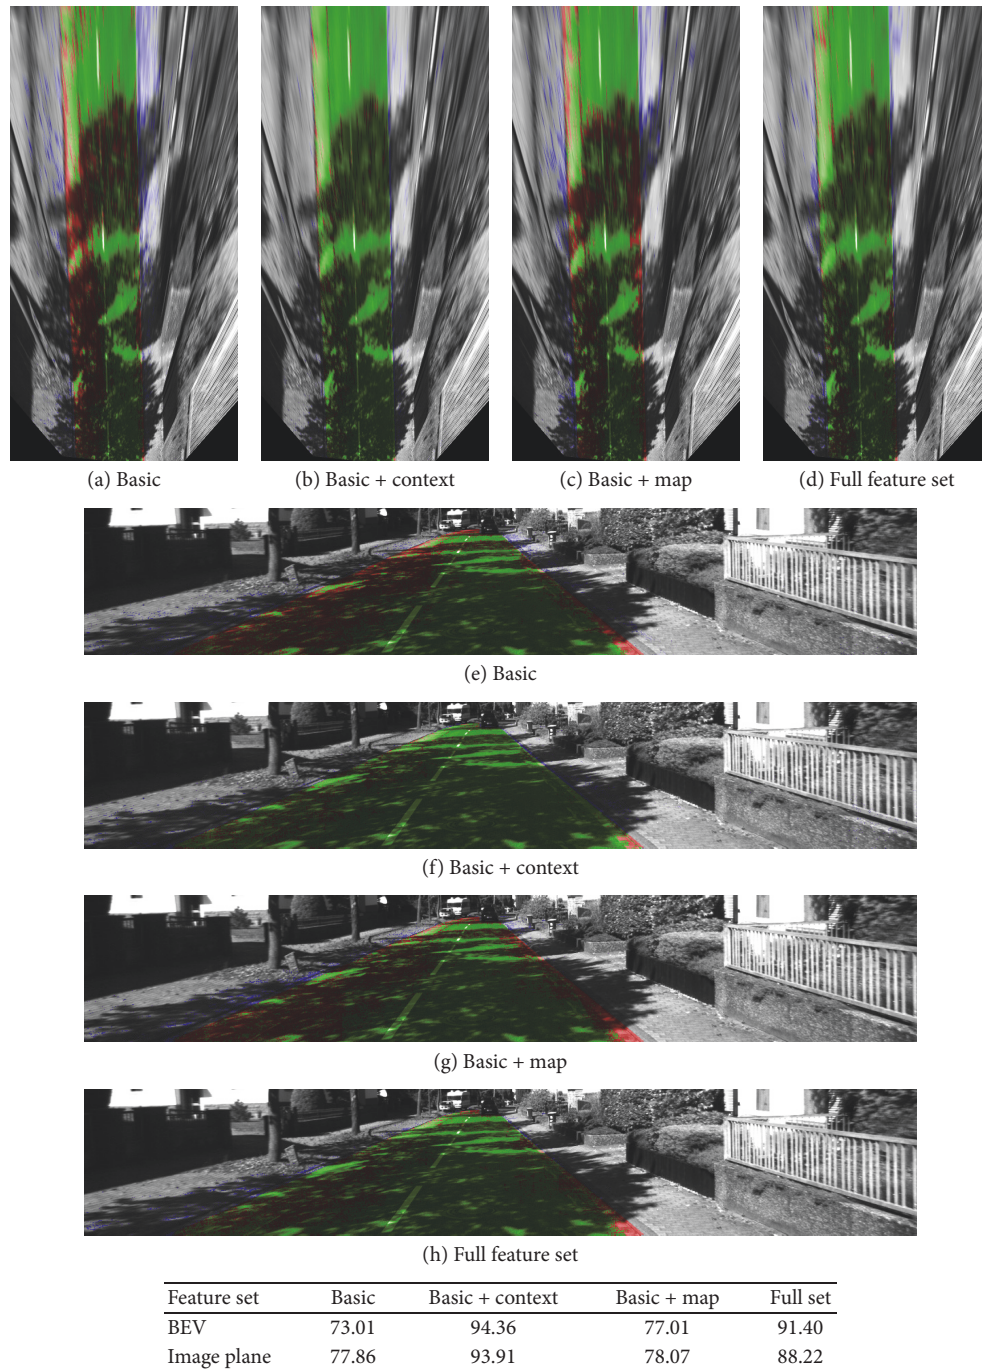 (a) Basic
(b) Basic + context
(c) Basic + map
(d) Full feature set
(e) Basic
(f) Basic + context
(g) Basic + map
(h) Full feature set
Feature set Basic Basic + context Basic + map Full set
BEV 73.01 94.36 77.01 91.40
Image plane 77.86 93.91 78.07 88.22